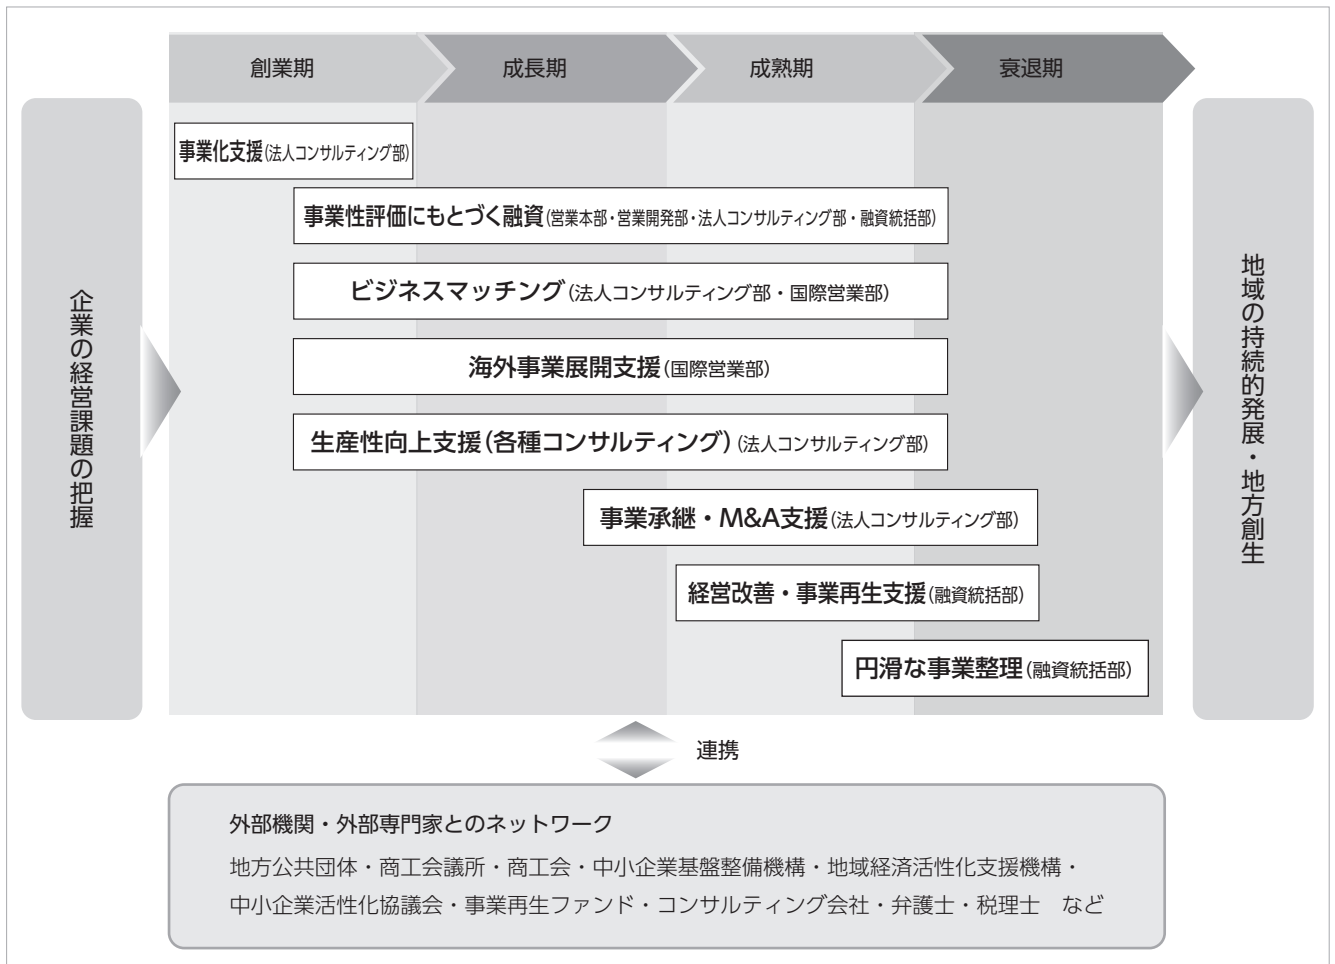 創業期
成長期
成熟期
衰退期
企業の経営課題の把握
事業化支援(法人コンサルティング部)
事業性評価にもとづく融資(営業本部・営業開発部・法人コンサルティング部・融資統括部)
ビジネスマッチング(法人コンサルティング部・国際営業部)
海外事業展開支援(国際営業部)
生産性向上支援(各種コンサルティング)(法人コンサルティング部)
事業承継・M&A支援(法人コンサルティング部)
経営改善・事業再生支援(融資統括部)
円滑な事業整理(融資統括部)
地域の持続的発展・地方創生
連携
外部機関・外部専門家とのネットワーク
地方公共団体・商工会議所・商工会・中小企業基盤整備機構・地域経済活性化支援機構・
中小企業活性化協議会・事業再生ファンド・コンサルティング会社・弁護士・税理士　など